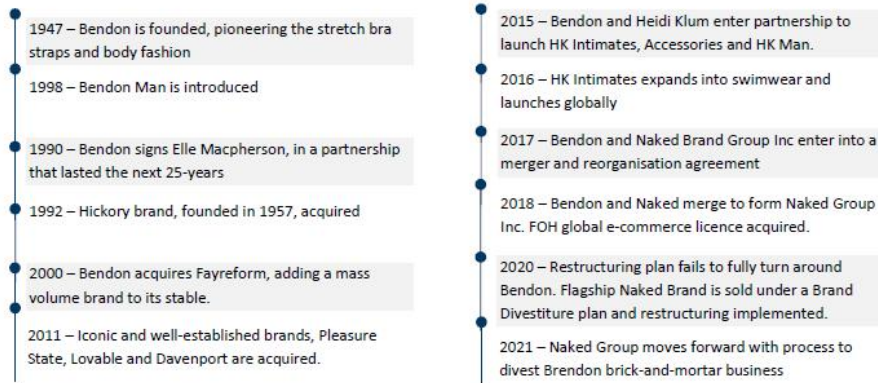 1947 – Bendon is founded, pioneering the stretch bra
straps and body fashion
1998 – Bendon Man is introduced
1990 – Bendon signs Elle Macpherson, in a partnership
that lasted the next 25-years
1992 – Hickory brand, founded in 1957, acquired
2000 – Bendon acquires Fayreform, adding a mass
volume brand to its stable.
2011 – Iconic and well-established brands, Pleasure
State, Lovable and Davenport are acquired.
2015 – Bendon and Heidi Klum enter partnership to
launch HK Intimates, Accessories and HK Man.
2016 – HK Intimates expands into swimwear and
launches globally
2017 – Bendon and Naked Brand Group Inc enter into a
merger and reorganisation agreement
2018 – Bendon and Naked merge to form Naked Group
Inc. FOH global e-commerce licence acquired.
2020 – Restructuring plan fails to fully turn around
Bendon. Flagship Naked Brand is sold under a Brand
Divestiture plan and restructuring implemented.
2021 – Naked Group moves forward with process to
divest Brendon brick-and-mortar business